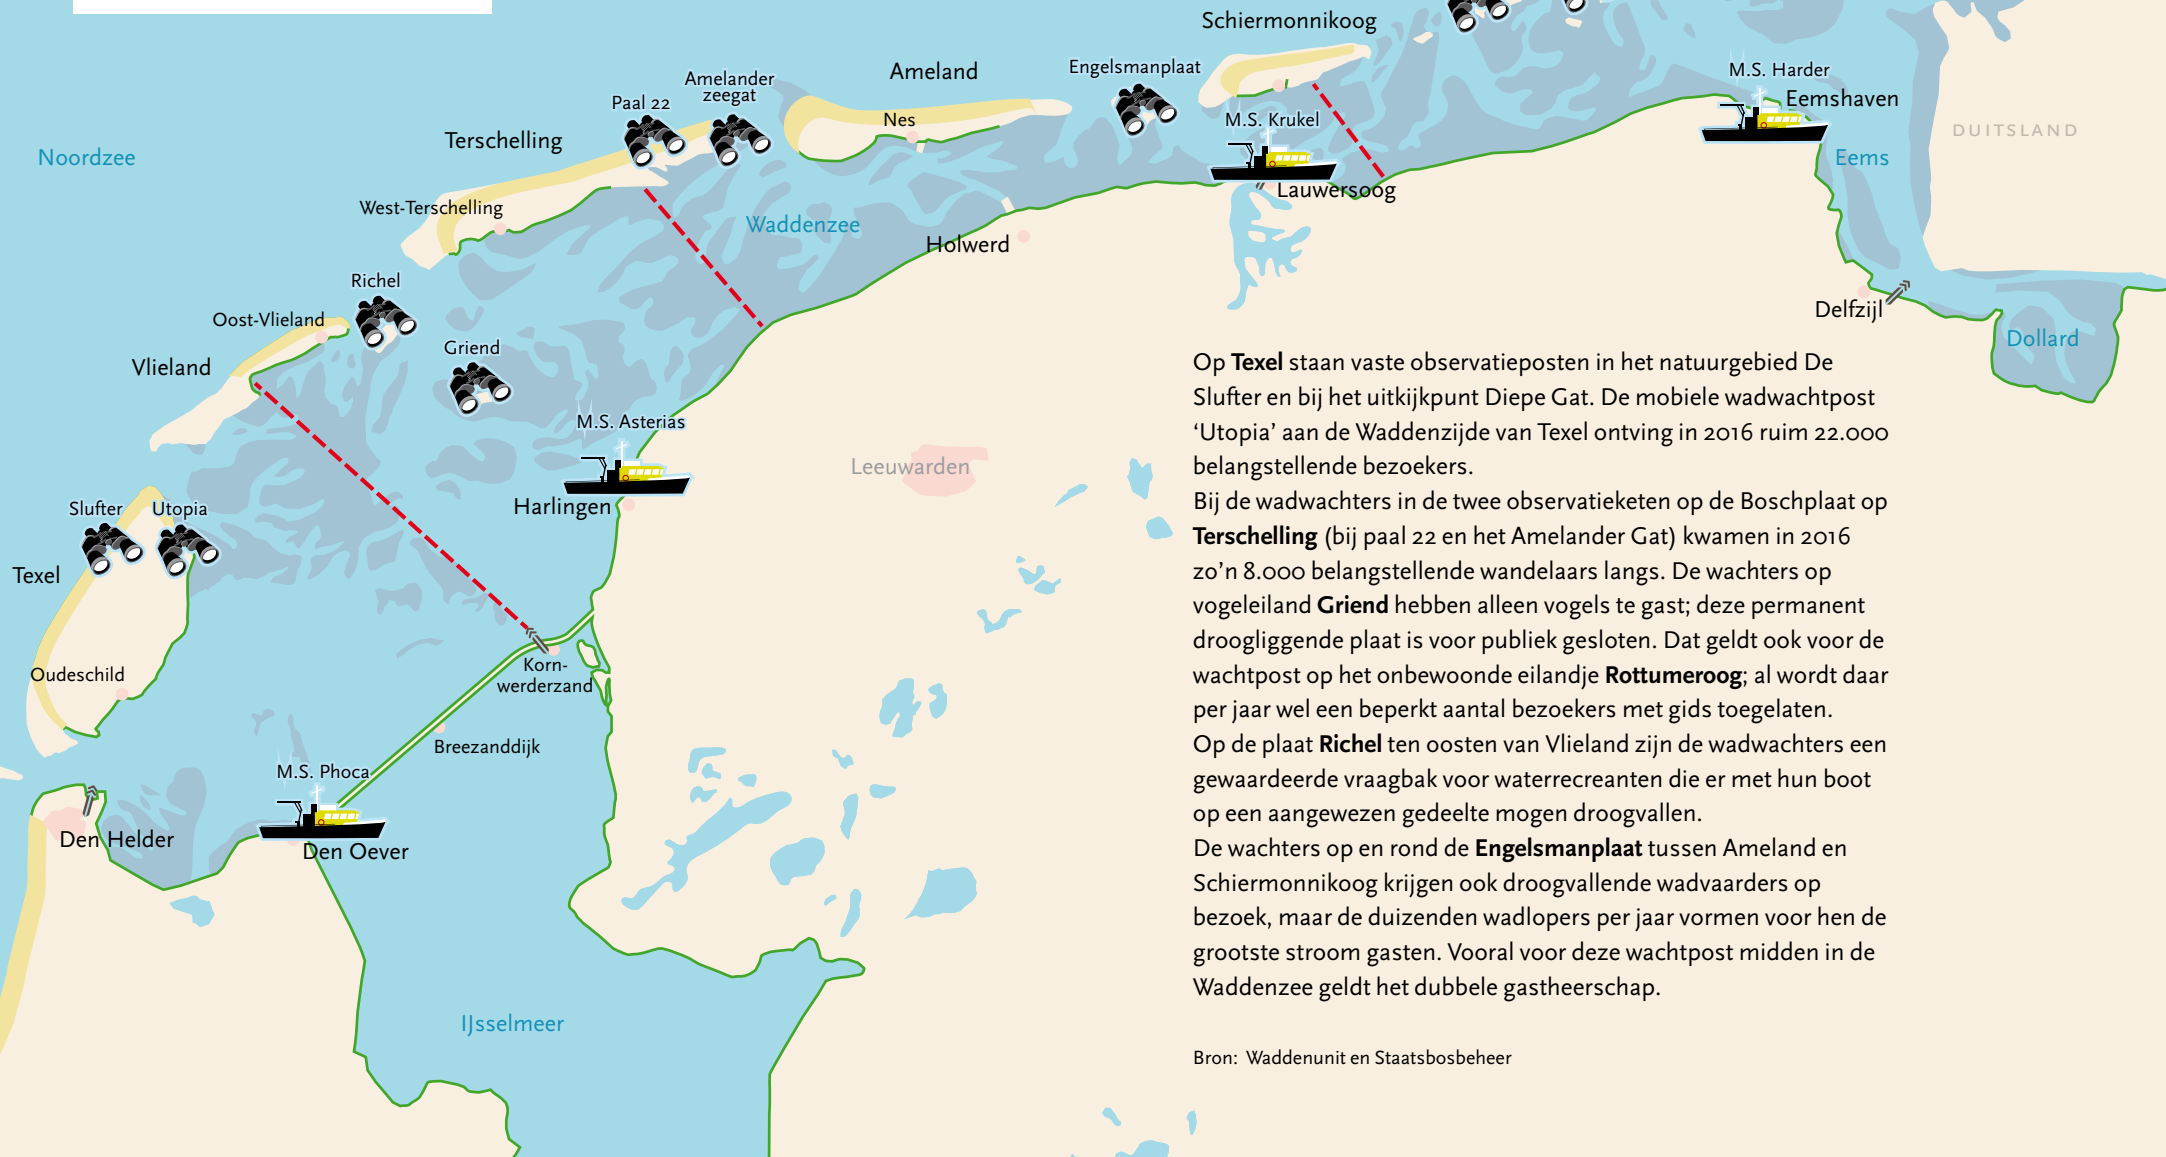 Schiermonnikoog
Engelsmanplaat
Ameland
Amelander
zeegat
Paal 22
M.S. Harder
Eemshaven
Nes
M.S. Krukel
DUITSLAND
Terschelling
Noordzee
Eems
Lauwersoog
West-Terschelling
Waddenzee
Holwerd
Richel
Delfzijl
Oost-Vlieland
Dollard
Griend
Vlieland
M.S. Asterias
Leeuwarden
Harlingen
Slufter
Utopia
Texel
Korn-
werderzand
Oudeschild
Breezanddijk
M.S. Phoca
Den Helder
Den Oever
IJsselmeer
Op Texel staan vaste observatieposten in het natuurgebied De
Slufter en bij het uitkijkpunt Diepe Gat. De mobiele wadwachtpost
‘Utopia’ aan de Waddenzijde van Texel ontving in 2016 ruim 22.000
belangstellende bezoekers.
Bij de wadwachters in de twee observatieketen op de Boschplaat op
Terschelling (bij paal 22 en het Amelander Gat) kwamen in 2016
zo’n 8.000 belangstellende wandelaars langs. De wachters op
vogeleiland Griend hebben alleen vogels te gast; deze permanent
droogliggende plaat is voor publiek gesloten. Dat geldt ook voor de
wachtpost op het onbewoonde eilandje Rottumeroog; al wordt daar
per jaar wel een beperkt aantal bezoekers met gids toegelaten.
Op de plaat Richel ten oosten van Vlieland zijn de wadwachters een
gewaardeerde vraagbak voor waterrecreanten die er met hun boot
op een aangewezen gedeelte mogen droogvallen.
De wachters op en rond de Engelsmanplaat tussen Ameland en
Schiermonnikoog krijgen ook droogvallende wadvaarders op
bezoek, maar de duizenden wadlopers per jaar vormen voor hen de
grootste stroom gasten. Vooral voor deze wachtpost midden in de
Waddenzee geldt het dubbele gastheerschap.
Bron: Waddenunit en Staatsbosbeheer